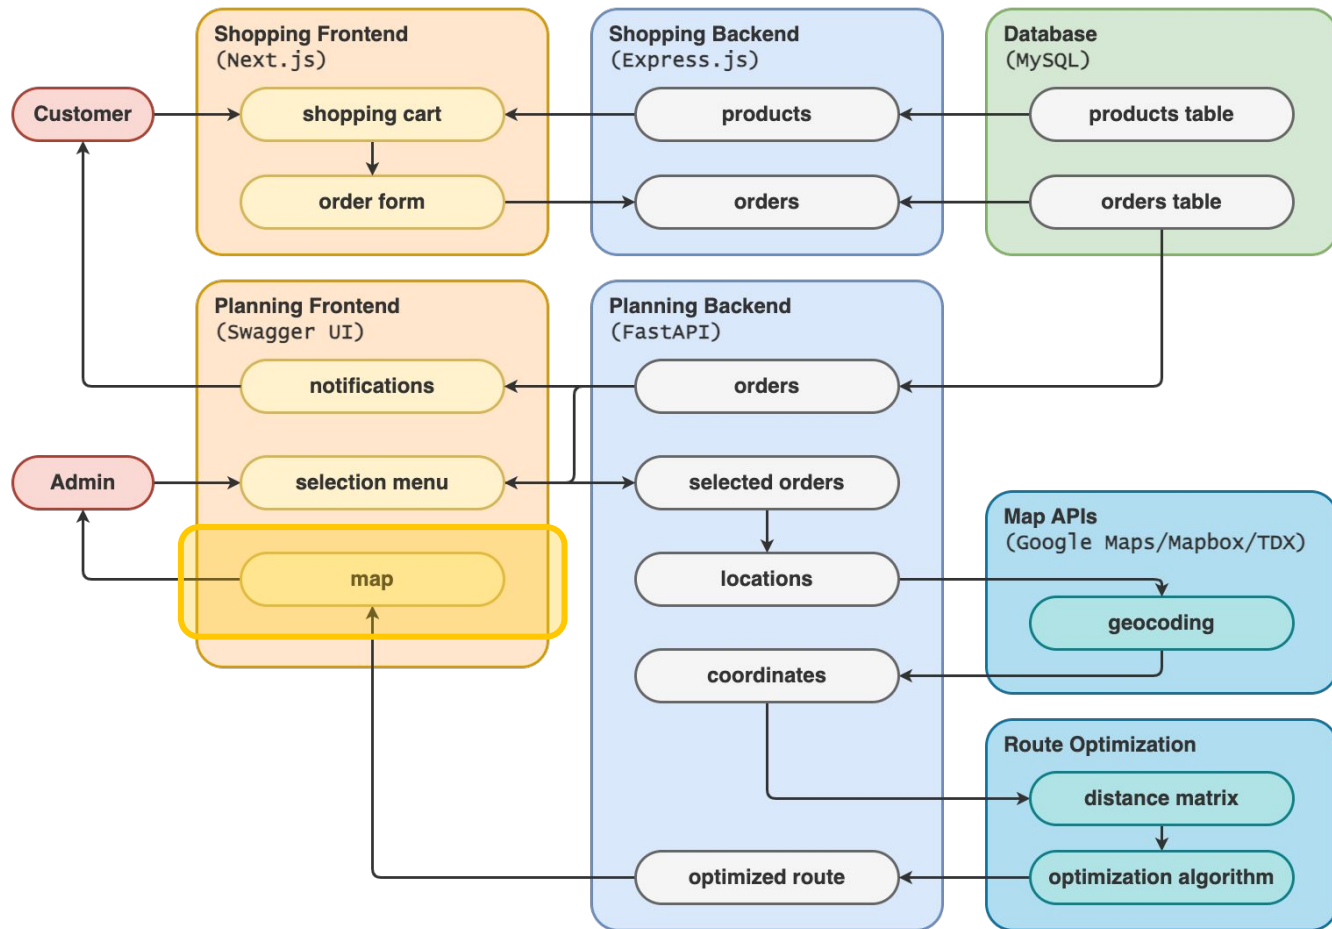 Shopping Frontend
(Next.js)
Shopping Backend
(Express.js)
Database
(MySQL)
Customer
shopping cart
products
products table
order form
orders
orders table
Planning Frontend
(Swagger UI)
Planning Backend
(FastAPI)
notifications
orders
Admin
selection menu
selected orders
Map APIs
(Google Maps/Mapbox/TDX)
map
locations
geocoding
coordinates
Route Optimization
distance matrix
optimized route
optimization algorithm